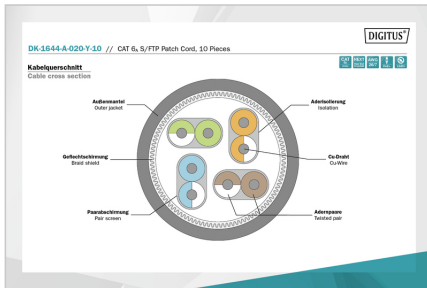 DIGITUS®
DK-1644-A-020-Y-10 // CAT 6A S/FTP Patch Cord, 10 Pieces
Kabelquerschnitt
Cable cross section
Außenmantel
Outer jacket
Aderisolierung
Isolation
Geflechtschirmung
Braid shield
Cu-Draht
Cu-Wire
Paarabschirmung
Pair screen
Adernpaare
Twisted pair